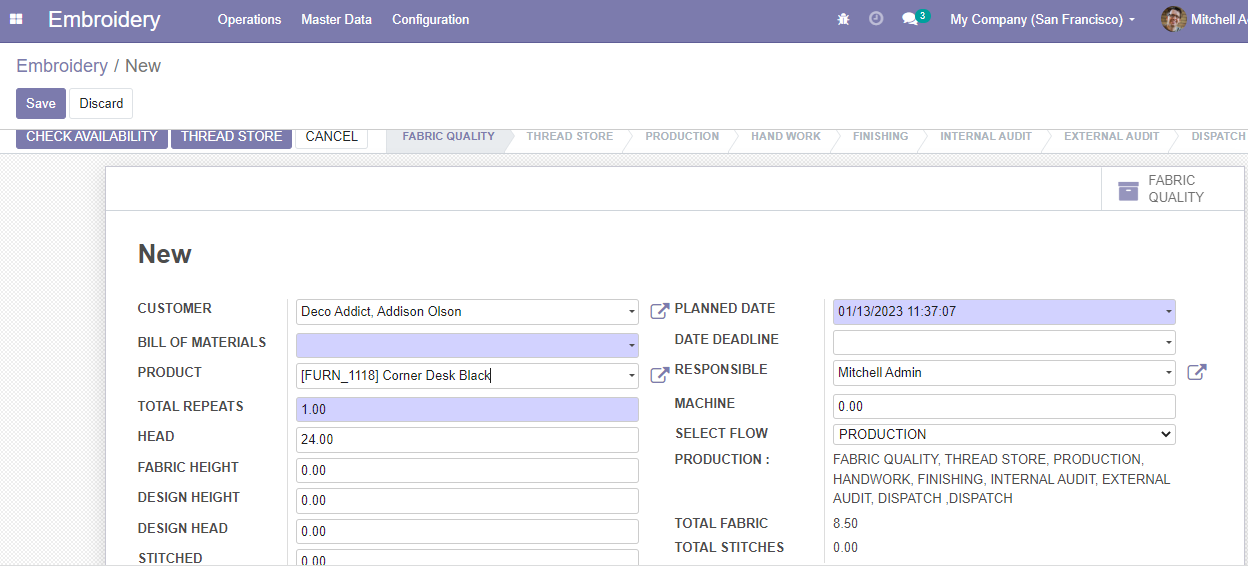 Embroidery Operations Master Data Configuration 3 My Company (San Francisco) Mitchell A
Embroidery / New
Save Discard
CHECK AVAILABILITY THREAD STORE CANCEL FABRIC QUALITY THREAD STORE PRODUCTION HAND WORK FINISHING INTERNAL AUDIT EXTERNAL AUDIT DISPATCH
FABRIC
QUALITY
New
CUSTOMER Deco Addict, Addison Olson
BILL OF MATERIALS
PRODUCT [FURN_1118] Corner Desk Black
TOTAL REPEATS 1.00
HEAD 24.00
FABRIC HEIGHT 0.00
DESIGN HEIGHT 0.00
DESIGN HEAD 0.00
STITCHED 0.00
PLANNED DATE 01/13/2023 11:37:07
DATE DEADLINE
RESPONSIBLE Mitchell Admin
MACHINE 0.00
SELECT FLOW PRODUCTION
PRODUCTION : FABRIC QUALITY, THREAD STORE, PRODUCTION,
HANDWORK, FINISHING, INTERNAL AUDIT, EXTERNAL
AUDIT, DISPATCH ,DISPATCH
TOTAL FABRIC 8.50
TOTAL STITCHES 0.00